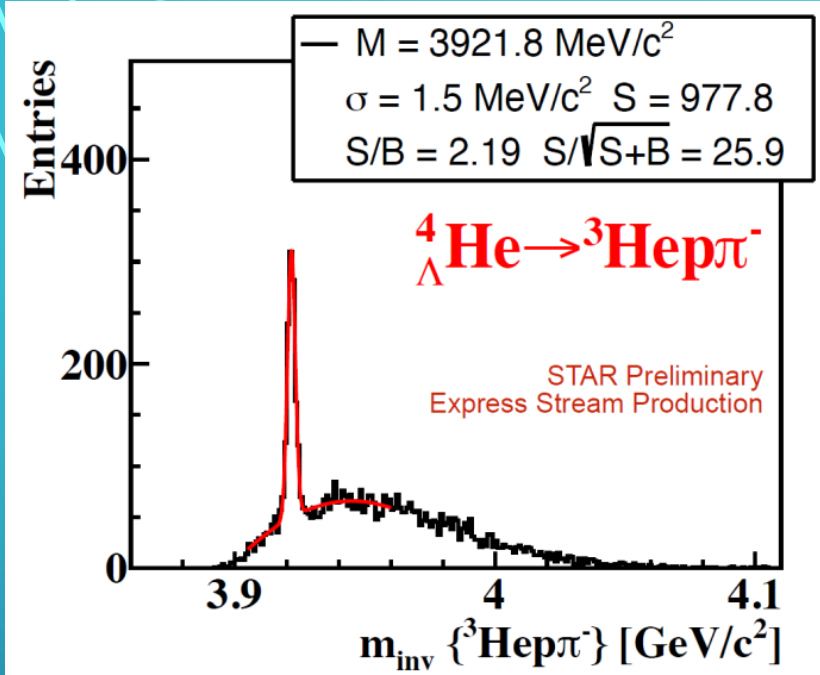 M = 3921.8 MeV/c²
σ = 1.5 MeV/c² S = 977.8
S/B = 2.19 S/√S+B = 25.9
Entries
400
⁴ΛHe→³Hepπ⁻
200
STAR Preliminary
Express Stream Production
0
3.9 4 4.1
m_inv {³Hepπ⁻} [GeV/c²]